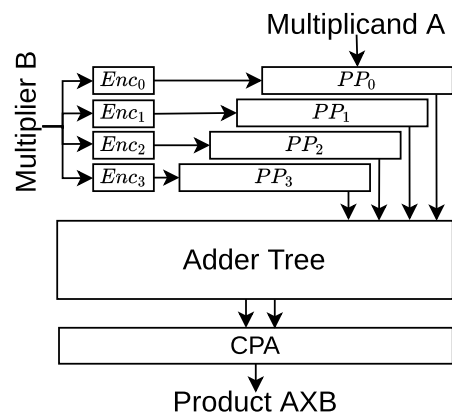 Multiplicand A
Multiplier B
Enc0 PP0
Enc1 PP1
Enc2 PP2
Enc3 PP3
Adder Tree
CPA
Product AXB